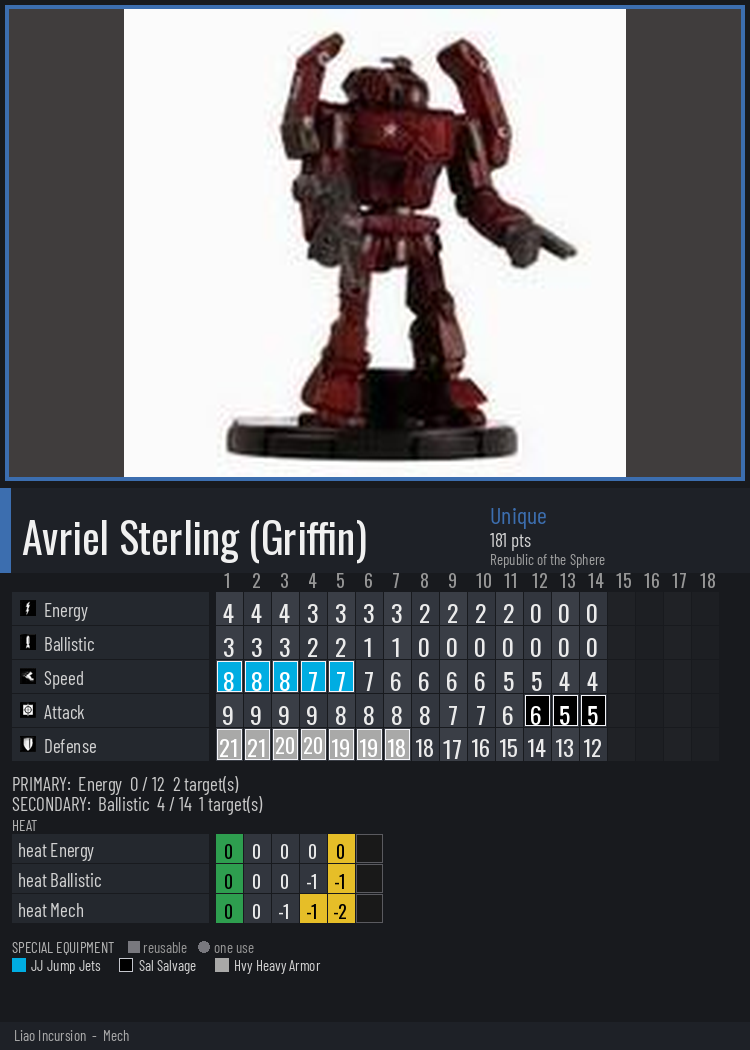 Avriel Sterling (Griffin)
Unique
181 pts
Republic of the Sphere
1 2 3 4 5 6 7 8 9 10 11 12 13 14 15 16 17 18
Energy 4 4 4 3 3 3 3 2 2 2 2 0 0 0
Ballistic 3 3 3 2 2 1 1 0 0 0 0 0 0 0
Speed 8 8 8 7 7 7 6 6 6 6 5 5 4 4
Attack 9 9 9 9 8 8 8 8 7 7 6 6 5 5
Defense 21 21 20 20 19 19 18 18 17 16 15 14 13 12
PRIMARY: Energy 0 / 12 2 target(s)
SECONDARY: Ballistic 4 / 14 1 target(s)
HEAT
heat Energy 0 0 0 0 0
heat Ballistic 0 0 0 -1 -1
heat Mech 0 0 -1 -1 -2
SPECIAL EQUIPMENT reusable one use
JJ Jump Jets Sal Salvage Hvy Heavy Armor
Liao Incursion - Mech